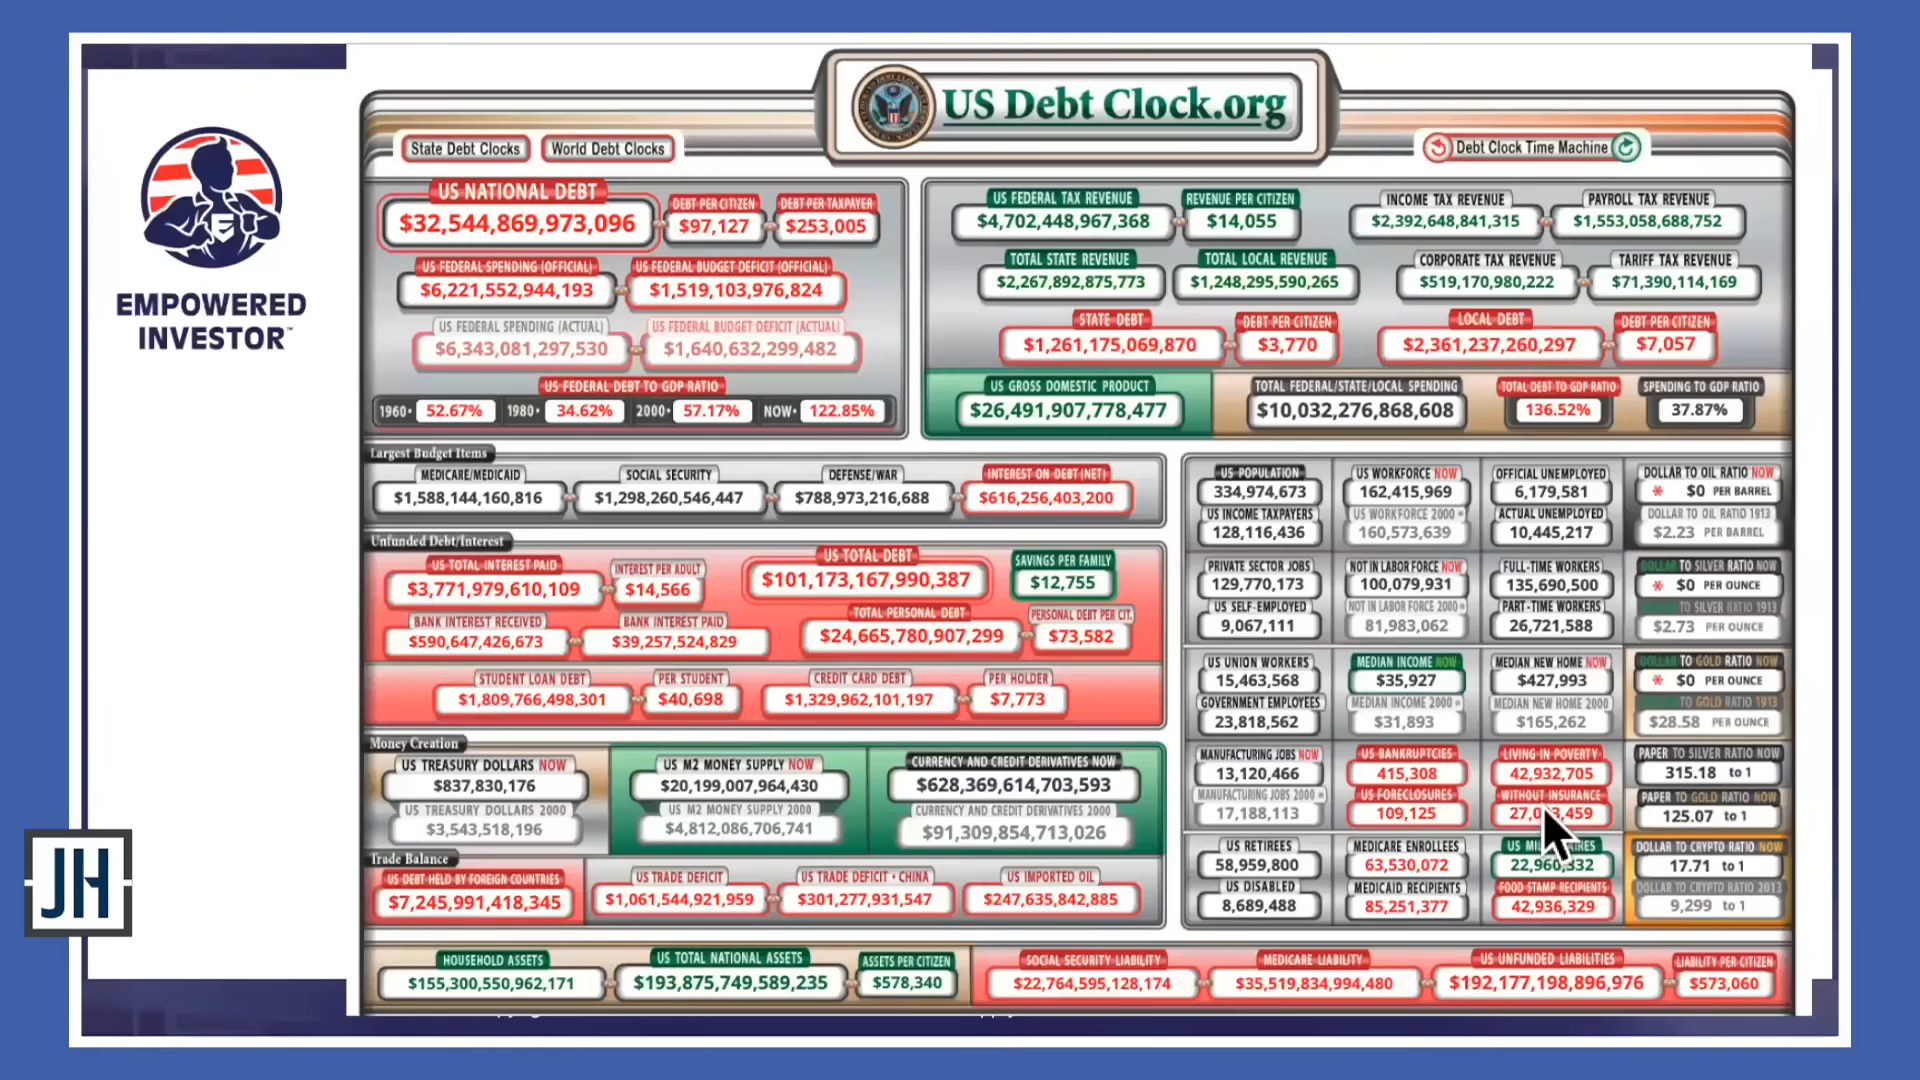 EMPOWERED
INVESTOR™
JH
US Debt Clock.org
State Debt Clocks
World Debt Clocks
Debt Clock Time Machine
US NATIONAL DEBT
$32,544,869,973,096
DEBT PER CITIZEN
$97,127
DEBT PER TAXPAYER
$253,005
US FEDERAL SPENDING (OFFICIAL)
$6,221,552,944,193
US FEDERAL BUDGET DEFICIT (OFFICIAL)
$1,519,103,976,824
US FEDERAL SPENDING (ACTUAL)
$6,343,081,297,530
US FEDERAL BUDGET DEFICIT (ACTUAL)
$1,640,632,299,482
US FEDERAL DEBT TO GDP RATIO
1960• 52.67% 1980• 34.62% 2000• 57.17% NOW• 122.85%
US FEDERAL TAX REVENUE
$4,702,448,967,368
REVENUE PER CITIZEN
$14,055
INCOME TAX REVENUE
$2,392,648,841,315
PAYROLL TAX REVENUE
$1,553,058,688,752
TOTAL STATE REVENUE
$2,267,892,875,773
TOTAL LOCAL REVENUE
$1,248,295,590,265
CORPORATE TAX REVENUE
$519,170,980,222
TARIFF TAX REVENUE
$71,390,114,169
STATE DEBT
$1,261,175,069,870
DEBT PER CITIZEN
$3,770
LOCAL DEBT
$2,361,237,260,297
DEBT PER CITIZEN
$7,057
US GROSS DOMESTIC PRODUCT
$26,491,907,778,477
TOTAL FEDERAL/STATE/LOCAL SPENDING
$10,032,276,868,608
TOTAL DEBT TO GDP RATIO
136.52%
SPENDING TO GDP RATIO
37.87%
Largest Budget Items
MEDICARE/MEDICAID
$1,588,144,160,816
SOCIAL SECURITY
$1,298,260,546,447
DEFENSE/WAR
$788,973,216,688
INTEREST ON DEBT (NET)
$616,256,403,200
Unfunded Debt/Interest
US TOTAL INTEREST PAID
$3,771,979,610,109
INTEREST PER ADULT
$14,566
US TOTAL DEBT
$101,173,167,990,387
SAVINGS PER FAMILY
$12,755
BANK INTEREST RECEIVED
$590,647,426,673
BANK INTEREST PAID
$39,257,524,829
TOTAL PERSONAL DEBT
$24,665,780,907,299
PERSONAL DEBT PER CIT.
$73,582
STUDENT LOAN DEBT
$1,809,766,498,301
PER STUDENT
$40,698
CREDIT CARD DEBT
$1,329,962,101,197
PER HOLDER
$7,773
Money Creation
US TREASURY DOLLARS NOW
$837,830,176
US TREASURY DOLLARS 2000
$3,543,518,196
US M2 MONEY SUPPLY NOW
$20,199,007,964,430
US M2 MONEY SUPPLY 2000
$4,812,086,706,741
CURRENCY AND CREDIT DERIVATIVES NOW
$628,369,614,703,593
CURRENCY AND CREDIT DERIVATIVES 2000
$91,309,854,713,026
Trade Balance
US DEBT HELD BY FOREIGN COUNTRIES
$7,245,991,418,345
US TRADE DEFICIT
$1,061,544,921,959
US TRADE DEFICIT • CHINA
$301,277,931,547
US IMPORTED OIL
$247,635,842,885
US POPULATION
334,974,673
US INCOME TAXPAYERS
128,116,436
US WORKFORCE NOW
162,415,969
US WORKFORCE 2000
160,573,639
OFFICIAL UNEMPLOYED
6,179,581
ACTUAL UNEMPLOYED
10,445,217
DOLLAR TO OIL RATIO NOW
* $0 PER BARREL
DOLLAR TO OIL RATIO 1913
$2.23 PER BARREL
PRIVATE SECTOR JOBS
129,770,173
US SELF-EMPLOYED
9,067,111
NOT IN LABOR FORCE NOW
100,079,931
NOT IN LABOR FORCE 2000
81,983,062
FULL-TIME WORKERS
135,690,500
PART-TIME WORKERS
26,721,588
DOLLAR TO SILVER RATIO NOW
* $0 PER OUNCE
TO SILVER RATIO 1913
$2.73 PER OUNCE
US UNION WORKERS
15,463,568
GOVERNMENT EMPLOYEES
23,818,562
MEDIAN INCOME NOW
$35,927
MEDIAN INCOME 2000
$31,893
MEDIAN NEW HOME NOW
$427,993
MEDIAN NEW HOME 2000
$165,262
DOLLAR TO GOLD RATIO NOW
* $0 PER OUNCE
TO GOLD RATIO 1913
$28.58 PER OUNCE
MANUFACTURING JOBS NOW
13,120,466
MANUFACTURING JOBS 2000
17,188,113
US BANKRUPTCIES
415,308
US FORECLOSURES
109,125
LIVING IN POVERTY
42,932,705
WITHOUT INSURANCE
PAPER TO SILVER RATIO NOW
315.18 to 1
PAPER TO GOLD RATIO NOW
125.07 to 1
US RETIREES
58,959,800
US DISABLED
8,689,488
MEDICARE ENROLLEES
63,530,072
MEDICAID RECIPIENTS
85,251,377
US
22,960,332
FOOD STAMP RECIPIENTS
42,936,329
DOLLAR TO CRYPTO RATIO NOW
17.71 to 1
DOLLAR TO CRYPTO RATIO 2013
9,299 to 1
HOUSEHOLD ASSETS
$155,300,550,962,171
US TOTAL NATIONAL ASSETS
$193,875,749,589,235
ASSETS PER CITIZEN
$578,340
SOCIAL SECURITY LIABILITY
$22,764,595,128,174
MEDICARE LIABILITY
$35,519,834,994,480
US UNFUNDED LIABILITIES
$192,177,198,896,976
LIABILITY PER CITIZEN
$573,060